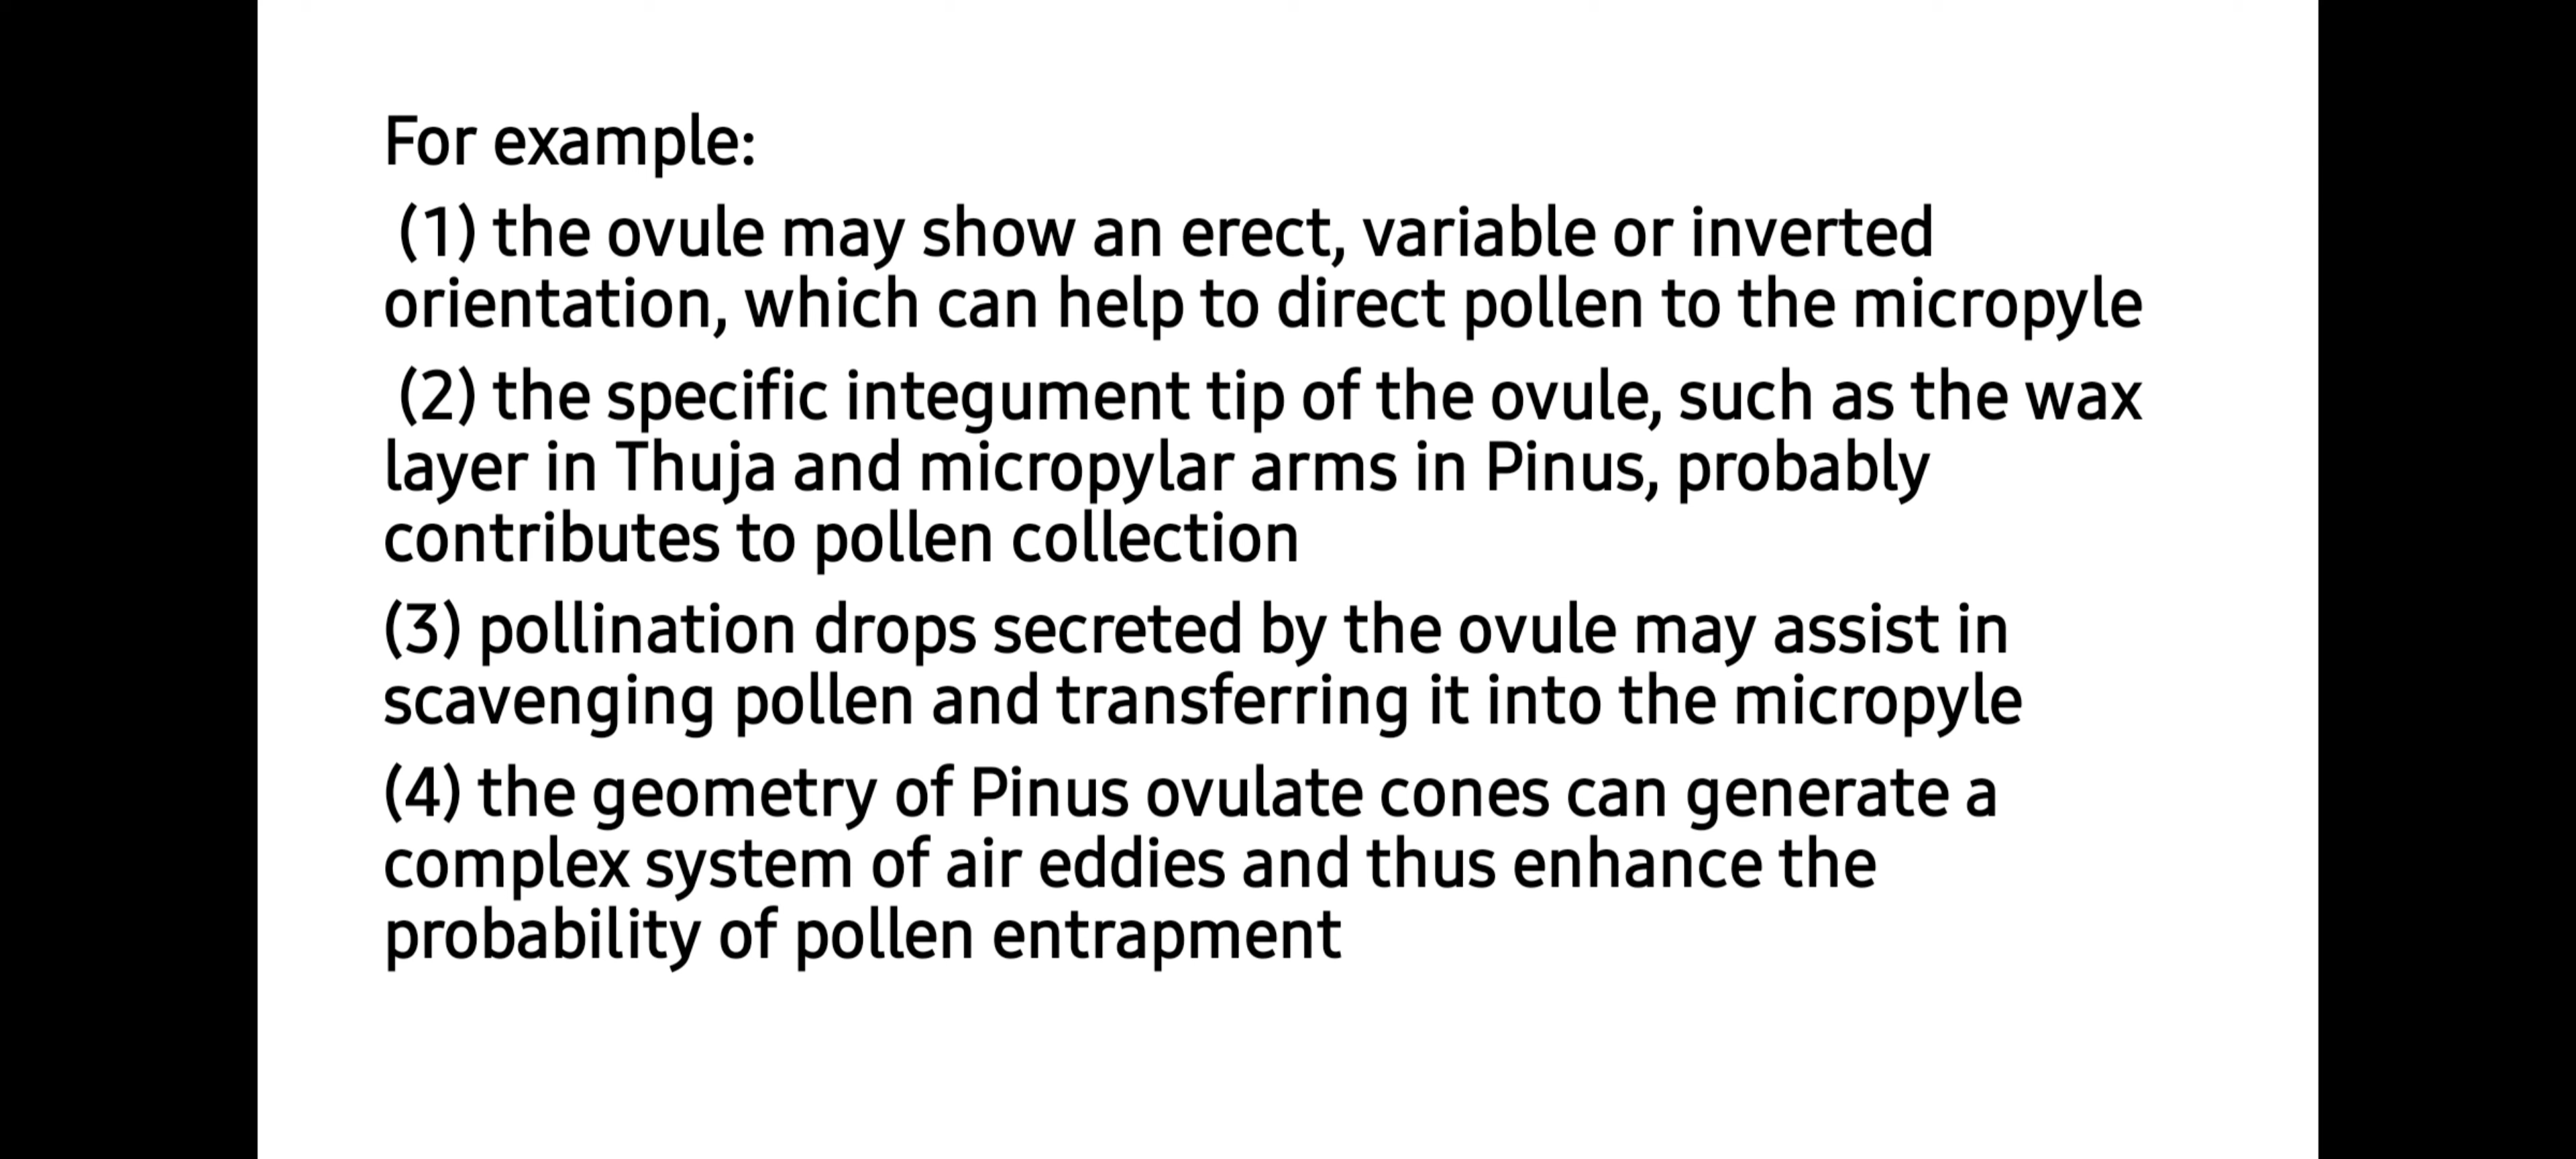 For example:
(1) the ovule may show an erect, variable or inverted
orientation, which can help to direct pollen to the micropyle
(2) the specific integument tip of the ovule, such as the wax
layer in Thuja and micropylar arms in Pinus, probably
contributes to pollen collection
(3) pollination drops secreted by the ovule may assist in
scavenging pollen and transferring it into the micropyle
(4) the geometry of Pinus ovulate cones can generate a
complex system of air eddies and thus enhance the
probability of pollen entrapment